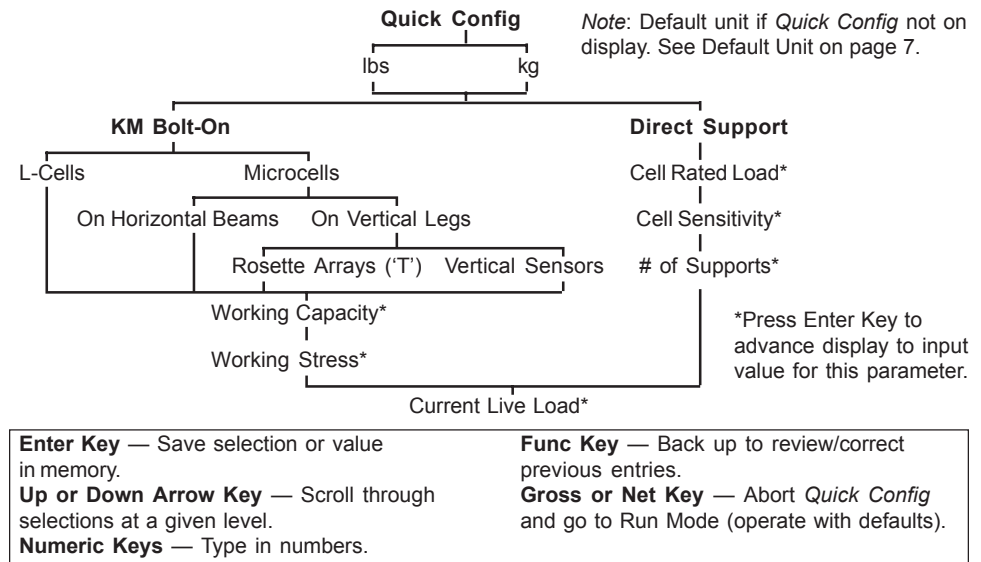 Quick Config
Note: Default unit if Quick Config not on
display. See Default Unit on page 7.
lbs kg
KM Bolt-On Direct Support
L-Cells Microcells Cell Rated Load*
On Horizontal Beams On Vertical Legs Cell Sensitivity*
Rosette Arrays (‘T’) Vertical Sensors # of Supports*
Working Capacity*
Working Stress*
*Press Enter Key to
advance display to input
value for this parameter.
Current Live Load*
Enter Key — Save selection or value
in memory.
Up or Down Arrow Key — Scroll through
selections at a given level.
Numeric Keys — Type in numbers.
Func Key — Back up to review/correct
previous entries.
Gross or Net Key — Abort Quick Config
and go to Run Mode (operate with defaults).